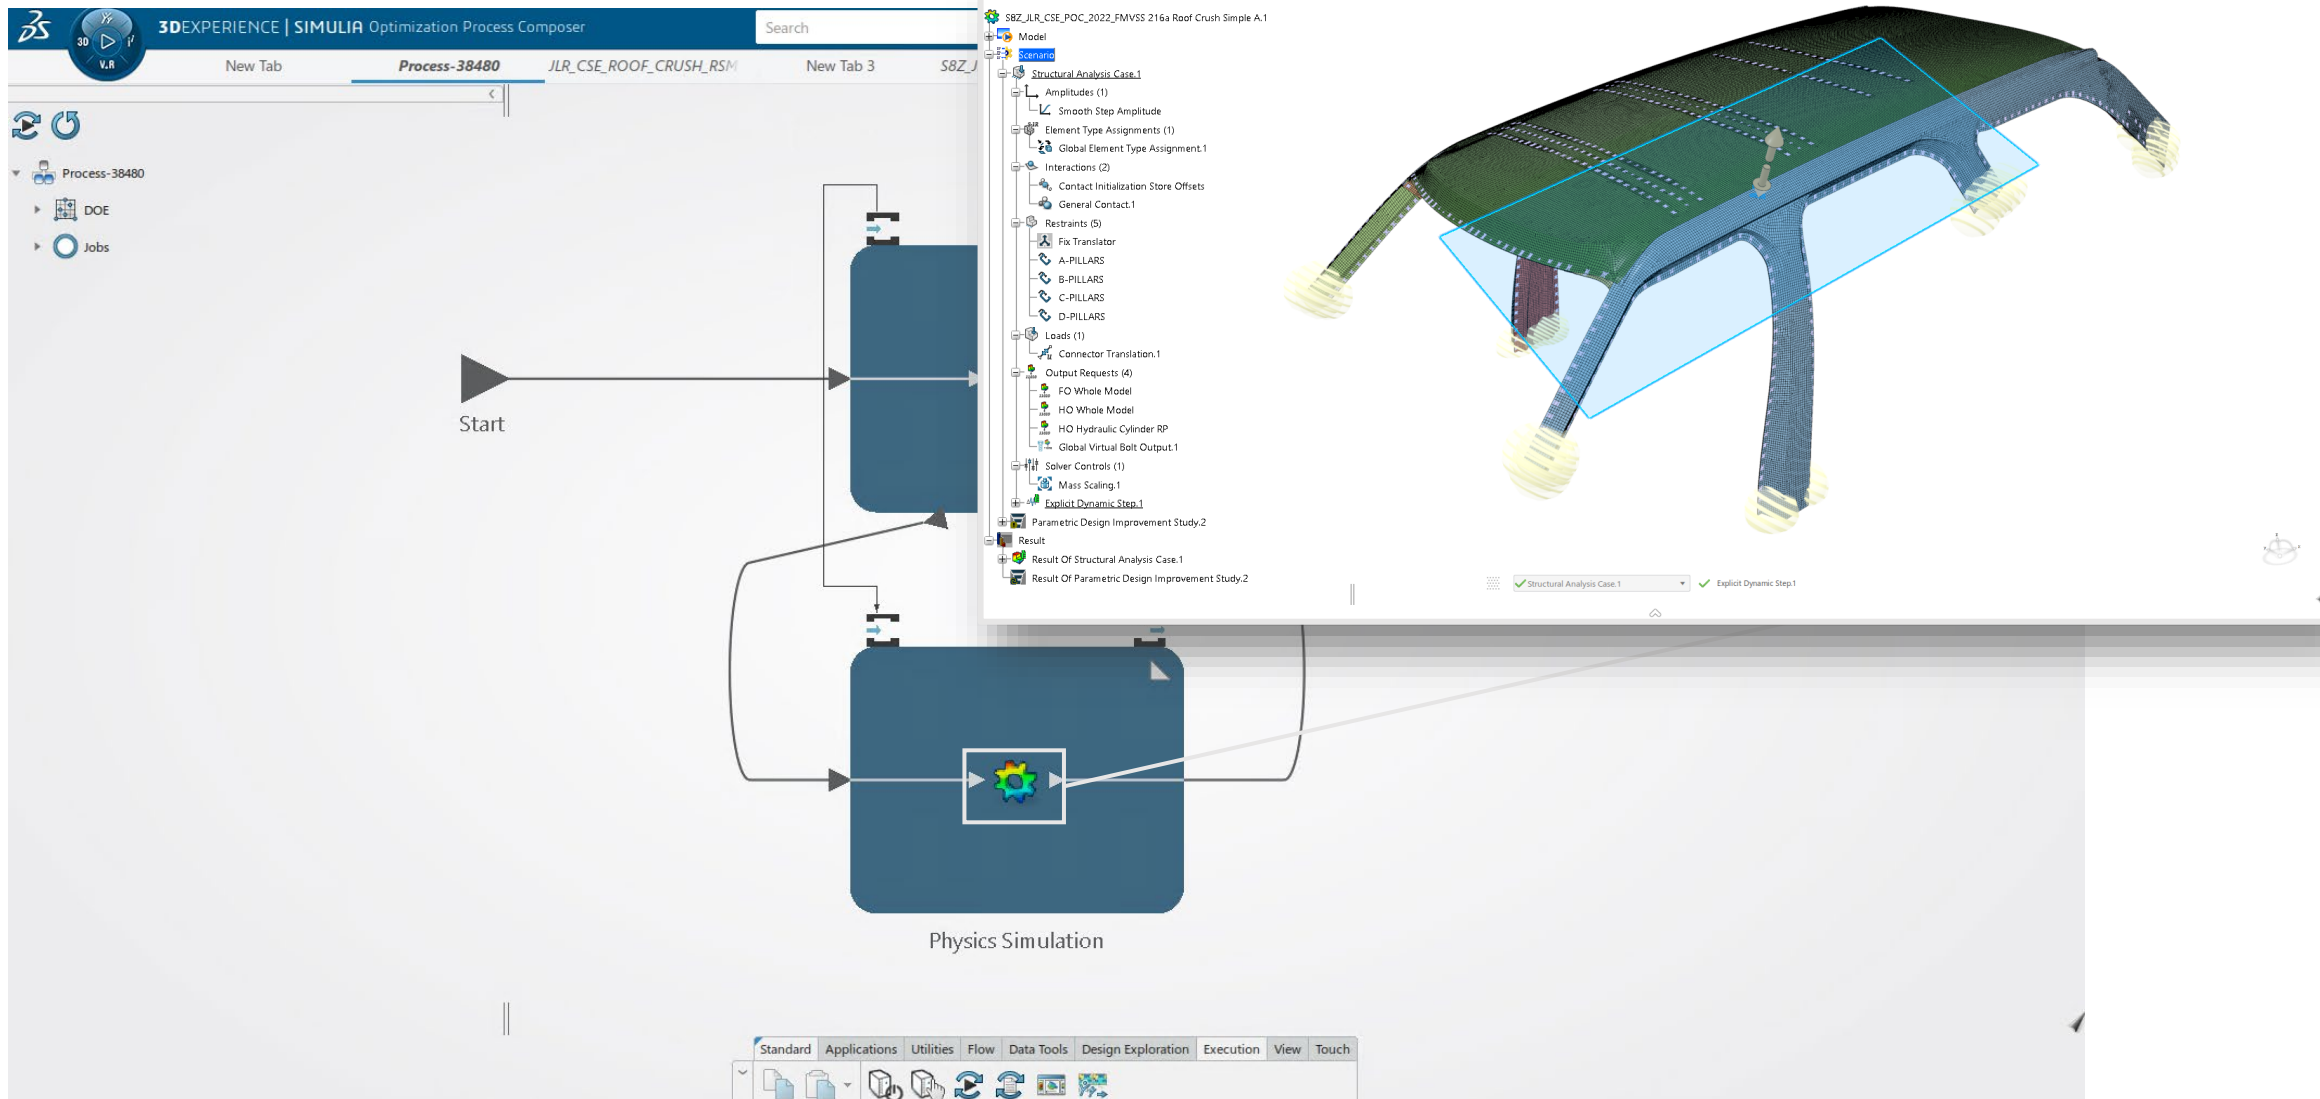 3DEXPERIENCE | SIMULIA Optimization Process Composer
Search
New Tab
Process-38480
JLR_CSE_ROOF_CRUSH_RSM
New Tab 3
S8Z_J
3D
V.R
Process-38480
DOE
Jobs
Start
Physics Simulation
S8Z_JLR_CSE_POC_2022_FMVSS 216a Roof Crush Simple A.1
Model
Scenario
Structural Analysis Case.1
Amplitudes (1)
Smooth Step Amplitude
Element Type Assignments (1)
Global Element Type Assignment.1
Interactions (2)
Contact Initialization Store Offsets
General Contact.1
Restraints (5)
Fix Translator
A-PILLARS
B-PILLARS
C-PILLARS
D-PILLARS
Loads (1)
Connector Translation.1
Output Requests (4)
FO Whole Model
HO Whole Model
HO Hydraulic Cylinder RP
Global Virtual Bolt Output.1
Solver Controls (1)
Mass Scaling.1
Explicit Dynamic Step.1
Parametric Design Improvement Study.2
Result
Result Of Structural Analysis Case.1
Result Of Parametric Design Improvement Study.2
Structural Analysis Case.1
Explicit Dynamic Step.1
Standard
Applications
Utilities
Flow
Data Tools
Design Exploration
Execution
View
Touch